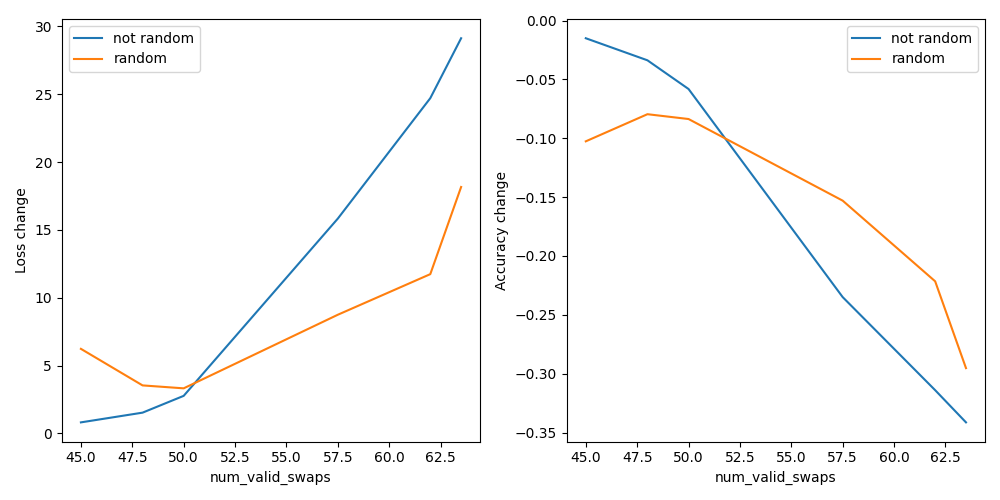 not random
random
30
25
20
15
10
5
0
Loss change
45.0 47.5 50.0 52.5 55.0 57.5 60.0 62.5
num_valid_swaps
not random
random
0.00
−0.05
−0.10
−0.15
−0.20
−0.25
−0.30
−0.35
Accuracy change
45.0 47.5 50.0 52.5 55.0 57.5 60.0 62.5
num_valid_swaps